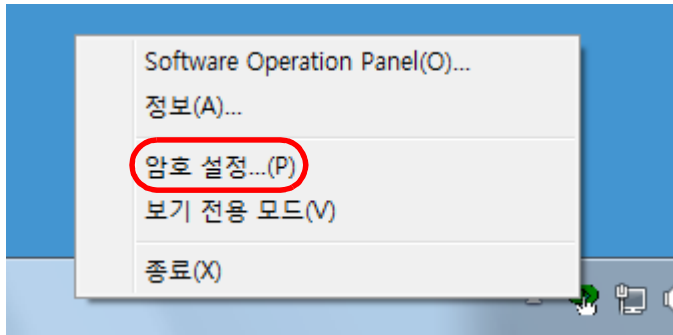 Software Operation Panel(O)...
정보(A)...
암호 설정...(P)
보기 전용 모드(V)
종료(X)